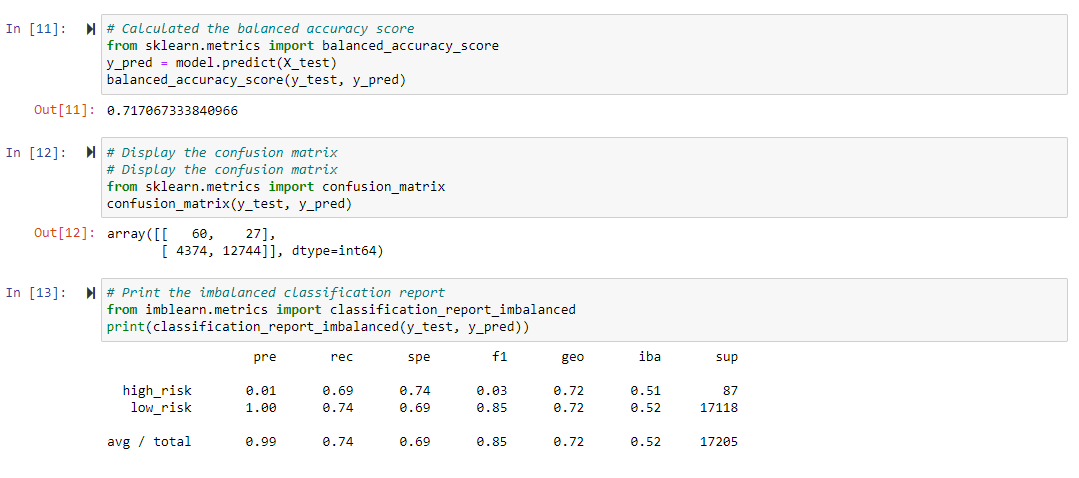 In [11]: # Calculated the balanced accuracy score
from sklearn.metrics import balanced_accuracy_score
y_pred = model.predict(X_test)
balanced_accuracy_score(y_test, y_pred)
Out[11]: 0.717067333840966
In [12]: # Display the confusion matrix
# Display the confusion matrix
from sklearn.metrics import confusion_matrix
confusion_matrix(y_test, y_pred)
Out[12]: array([[   60,    27],
       [ 4374, 12744]], dtype=int64)
In [13]: # Print the imbalanced classification report
from imblearn.metrics import classification_report_imbalanced
print(classification_report_imbalanced(y_test, y_pred))
                   pre       rec       spe        f1       geo       iba       sup
  high_risk       0.01      0.69      0.74      0.03      0.72      0.51        87
   low_risk       1.00      0.74      0.69      0.85      0.72      0.52     17118
avg / total       0.99      0.74      0.69      0.85      0.72      0.52     17205